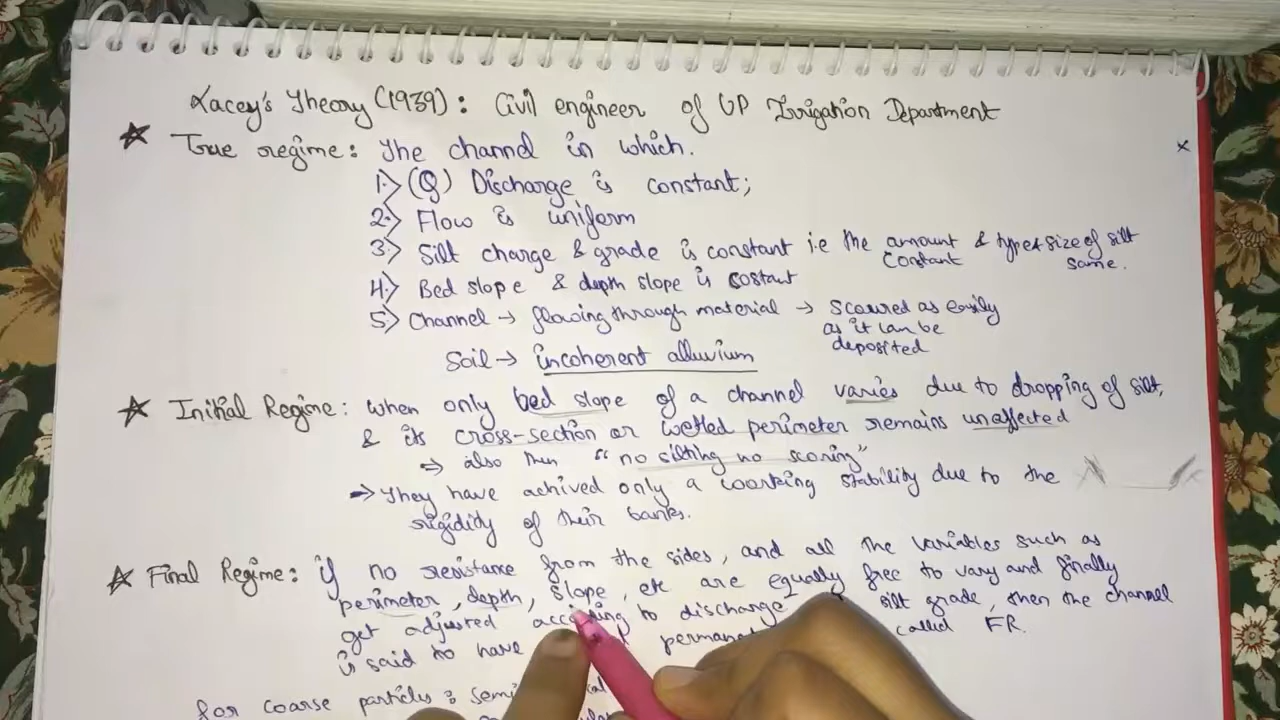 Lacey's Theory (1939): Civil engineer of UP Irrigation Department
True regime: The channel in which.
1.> (Q) Discharge is constant;
2.> Flow is uniform
3.> Silt charge & grade is constant i.e the amount & type & size of silt
constant same.
4.> Bed slope & depth slope is costant
5.> Channel → flowing through material → scoured as easily
as it can be
deposited
Soil → incoherent alluvium
Initial Regime: when only bed slope of a channel varies due to dropping of silt,
& its cross-section or wetted perimeter remains unaffected
⇒ also then "no silting no scoring"
→ They have achived only a working stability due to the
rigidity of their banks.
Final Regime: if no resistance from the sides, and all the variables such as
perimeter, depth, slope, etc are equally free to vary and finally
get adjusted according to discharge silt grade, then the channel
is said to have called FR.
for coarse particles: